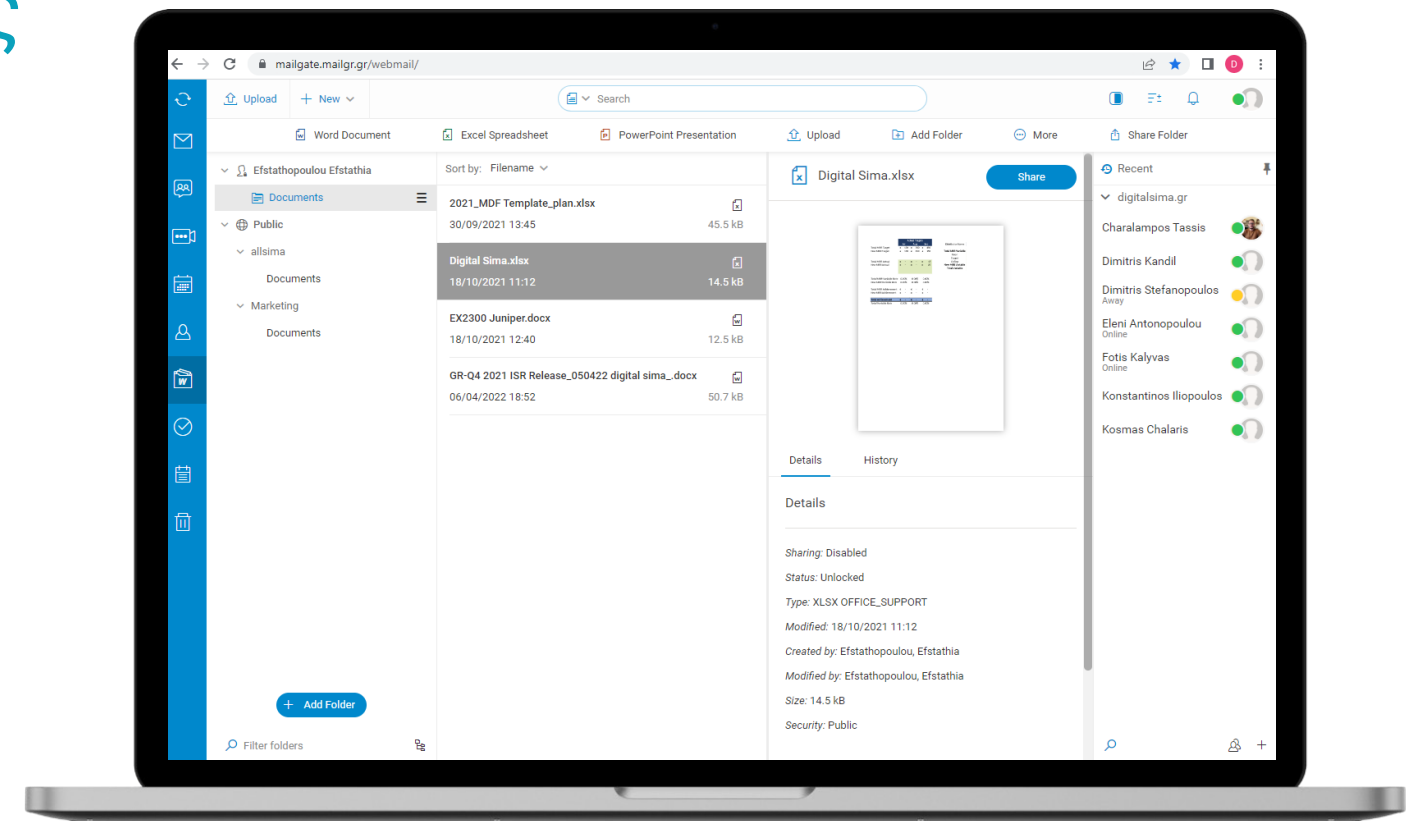 ς
mailgate.mailgr.gr/webmail/
D
Upload
New
Search
Word Document
Excel Spreadsheet
PowerPoint Presentation
Upload
Add Folder
More
Share Folder
Efstathopoulou Efstathia
Documents
Public
allsima
Documents
Marketing
Documents
+ Add Folder
Filter folders
Sort by: Filename
2021_MDF Template_plan.xlsx
30/09/2021 13:45 45.5 kB
Digital Sima.xlsx
18/10/2021 11:12 14.5 kB
EX2300 Juniper.docx
18/10/2021 12:40 12.5 kB
GR-Q4 2021 ISR Release_050422 digital sima_.docx
06/04/2022 18:52 50.7 kB
Digital Sima.xlsx
Share
Details History
Details
Sharing: Disabled
Status: Unlocked
Type: XLSX OFFICE_SUPPORT
Modified: 18/10/2021 11:12
Created by: Efstathopoulou, Efstathia
Modified by: Efstathopoulou, Efstathia
Size: 14.5 kB
Security: Public
Recent
digitalsima.gr
Charalampos Tassis
Dimitris Kandil
Dimitris Stefanopoulos
Away
Eleni Antonopoulou
Online
Fotis Kalyvas
Online
Konstantinos Iliopoulos
Kosmas Chalaris